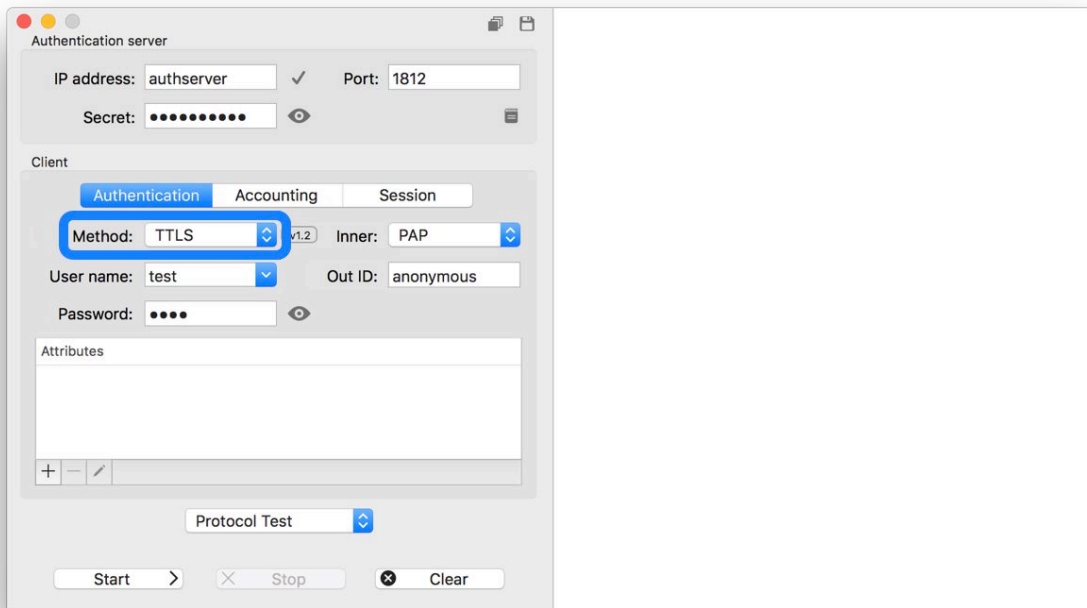 Authentication server
IP address: authserver Port: 1812
Secret: ••••••••••
Client
Authentication Accounting Session
Method: TTLS v1.2 Inner: PAP
User name: test Out ID: anonymous
Password: ••••
Attributes
Protocol Test
Start Stop Clear